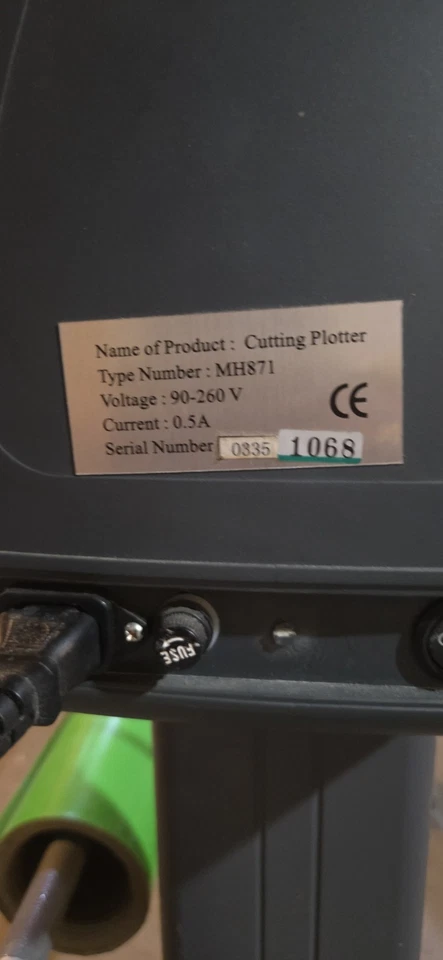 Name of Product : Cutting Plotter
Type Number : MH871
Voltage : 90-260 V
Current : 0.5A
Serial Number 0335 1068
CE
FUSE